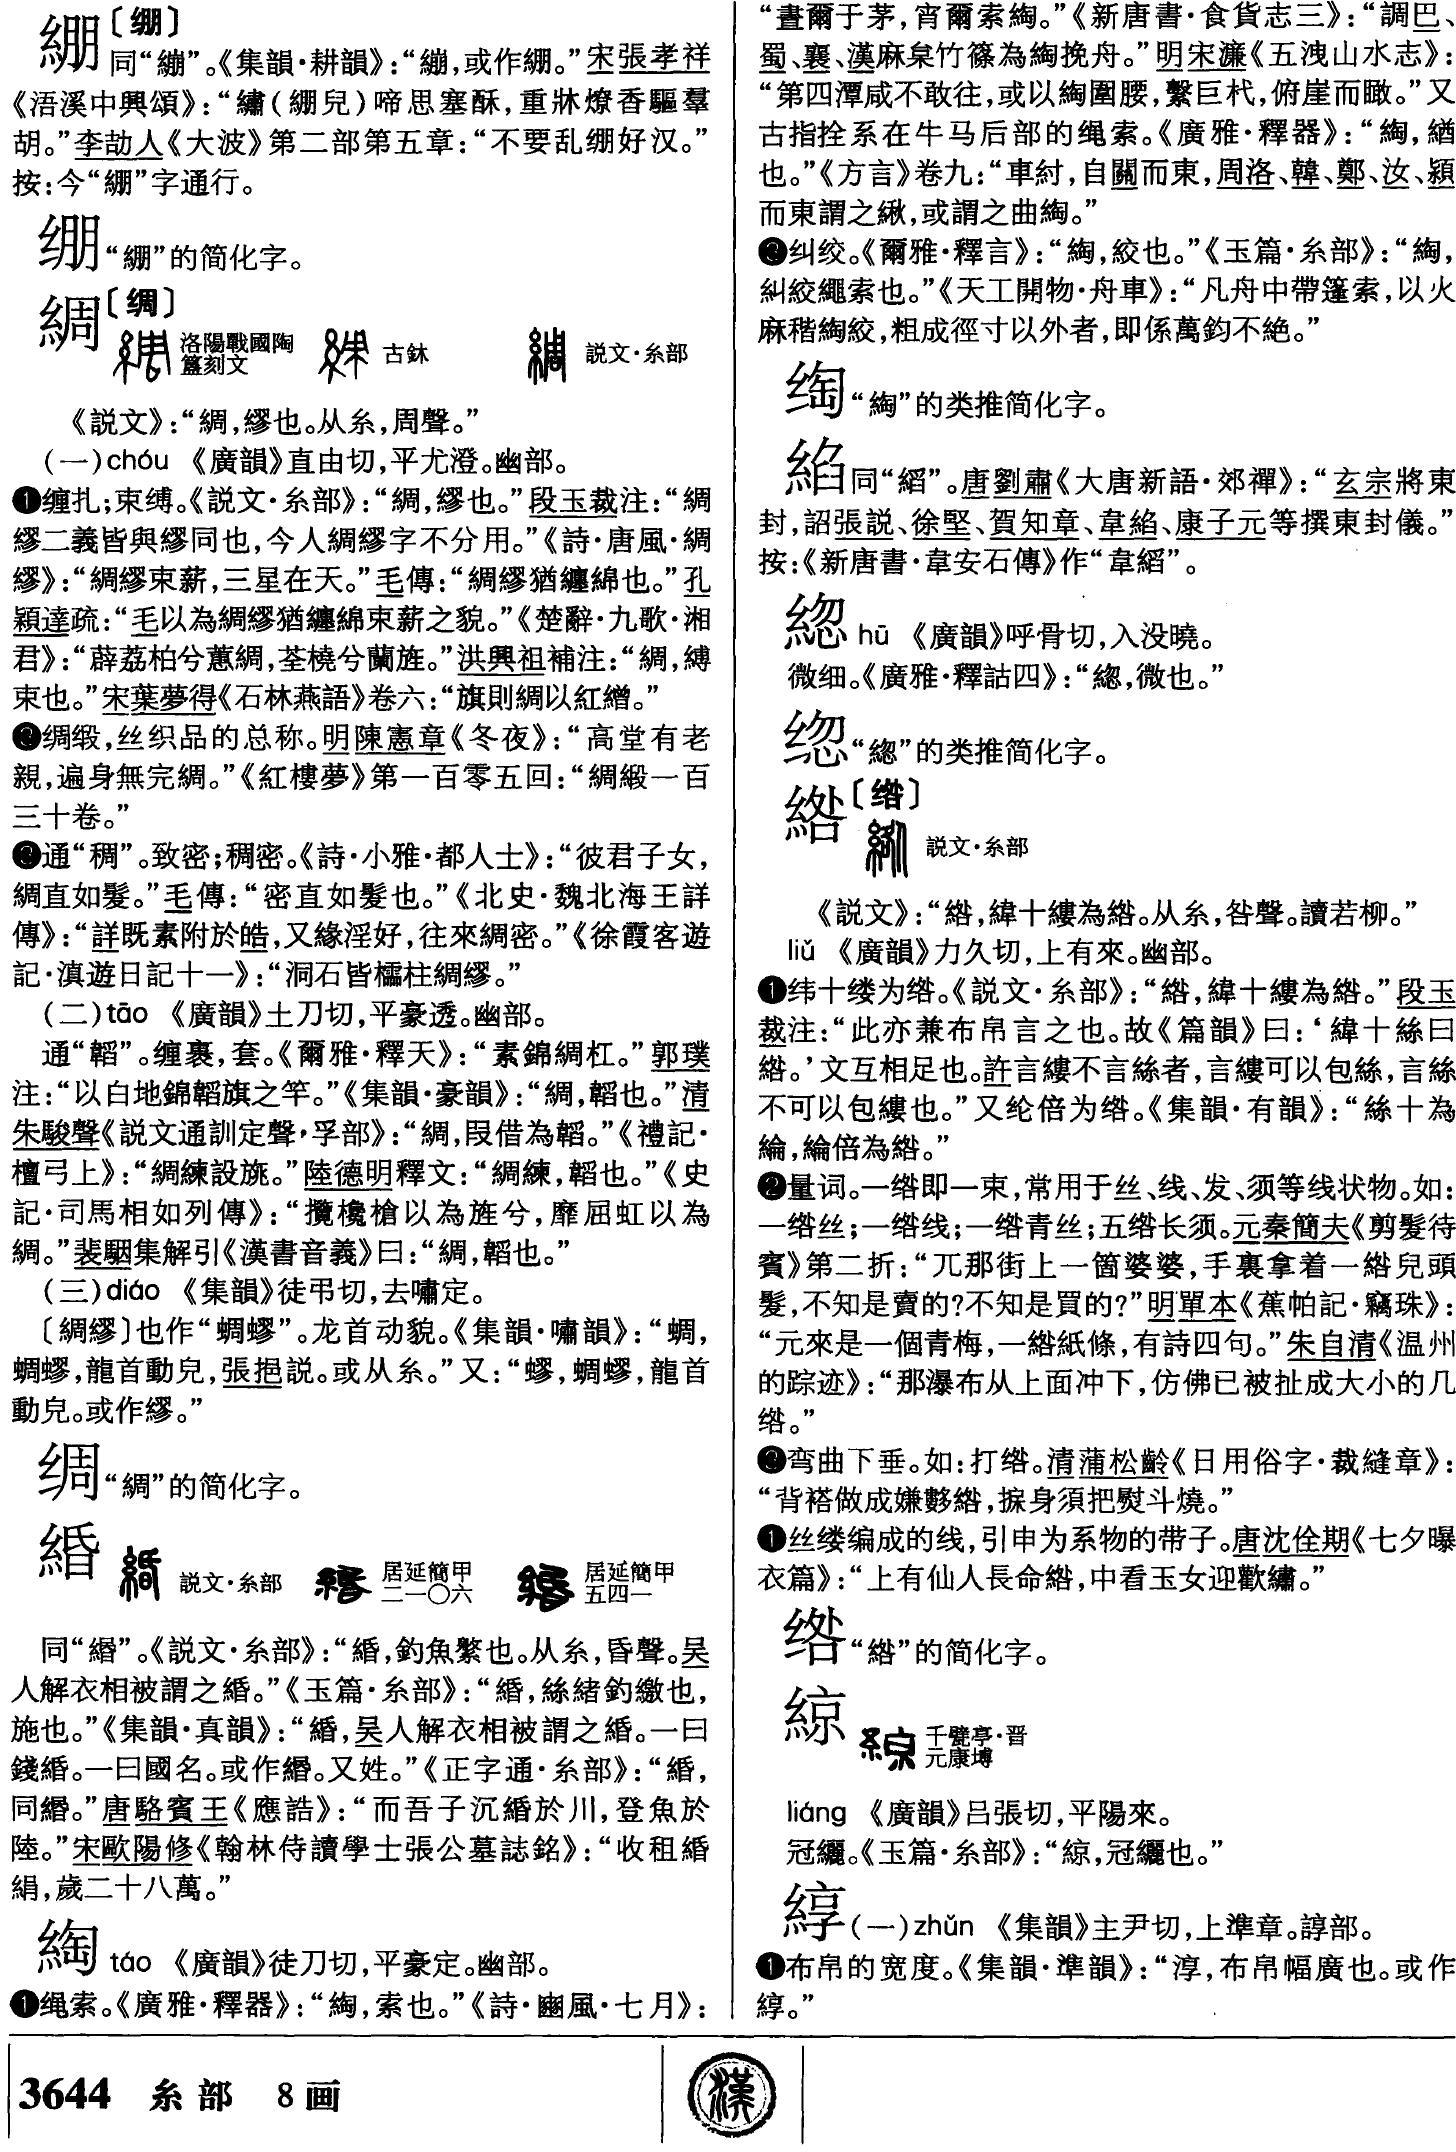 綳〔绷〕
同“繃”。《集韻·耕韻》：“繃，或作綳。”宋張孝祥
《浯溪中興頌》：“繡(綳兒)啼思塞酥，重牀燎香驅羣
胡。”李劼人《大波》第二部第五章：“不要乱绷好汉。”
按：今“綳”字通行。
绷“綳”的简化字。
綢〔绸〕
洛陽戰國陶
簋刻文
古鉨
説文·糸部
《説文》：“綢，繆也。从糸，周聲。”
(一)chóu 《廣韻》直由切，平尤澄。幽部。
❶缠扎；束缚。《説文·糸部》：“綢，繆也。”段玉裁注：“綢
繆二義皆與繆同也，今人綢繆字不分用。”《詩·唐風·綢
繆》：“綢繆束薪，三星在天。”毛傳：“綢繆猶纏綿也。”孔
穎達疏：“毛以為綢繆猶纏綿束薪之貌。”《楚辭·九歌·湘
君》：“薜荔柏兮蕙綢，荃橈兮蘭旌。”洪興祖補注：“綢，縛
束也。”宋葉夢得《石林燕語》卷六：“旗則綢以紅繒。”
❷绸缎，丝织品的总称。明陳憲章《冬夜》：“高堂有老
親，遍身無完綢。”《紅樓夢》第一百零五回：“綢緞一百
三十卷。”
❸通“稠”。致密；稠密。《詩·小雅·都人士》：“彼君子女，
綢直如髮。”毛傳：“密直如髮也。”《北史·魏北海王詳
傳》：“詳既素附於皓，又緣淫好，往來綢密。”《徐霞客遊
記·滇遊日記十一》：“洞石皆櫺柱綢繆。”
(二)tāo 《廣韻》土刀切，平豪透。幽部。
通“韜”。缠裹，套。《爾雅·釋天》：“素錦綢杠。”郭璞
注：“以白地錦韜旗之竿。”《集韻·豪韻》：“綢，韜也。”清
朱駿聲《説文通訓定聲·孚部》：“綢，叚借為韜。”《禮記·
檀弓上》：“綢練設旐。”陸德明釋文：“綢練，韜也。”《史
記·司馬相如列傳》：“攬欃槍以為旌兮，靡屈虹以為
綢。”裴駰集解引《漢書音義》曰：“綢，韜也。”
(三)diào 《集韻》徒弔切，去嘯定。
〔綢繆〕也作“蜩蟉”。龙首动貌。《集韻·嘯韻》：“蜩，
蜩蟉，龍首動皃，張挹説。或从糸。”又：“蟉，蜩蟉，龍首
動皃。或作繆。”
绸“綢”的简化字。
緍
説文·糸部
居延簡甲
二一〇六
居延簡甲
五四一
同“緡”。《説文·糸部》：“緍，釣魚繁也。从糸，昏聲。吴
人解衣相被謂之緍。”《玉篇·糸部》：“緍，絲緒釣繳也，
施也。”《集韻·真韻》：“緍，吴人解衣相被謂之緍。一曰
錢緍。一曰國名。或作緡。又姓。”《正字通·糸部》：“緍，
同緡。”唐駱賓王《應詰》：“而吾子沉緍於川，登魚於
陸。”宋歐陽修《翰林侍讀學士張公墓誌銘》：“收租緍
絹，歲二十八萬。”
綯 táo 《廣韻》徒刀切，平豪定。幽部。
❶绳索。《廣雅·釋器》：“綯，索也。”《詩·豳風·七月》：
“晝爾于茅，宵爾索綯。”《新唐書·食貨志三》：“調巴、
蜀、襄、漢麻枲竹篠為綯挽舟。”明宋濂《五洩山水志》：
“第四潭咸不敢往，或以綯圍腰，繫巨杙，俯崖而瞰。”又
古指拴系在牛马后部的绳索。《廣雅·釋器》：“綯，緧
也。”《方言》卷九：“車紂，自關而東，周洛、韓、鄭、汝、潁
而東謂之緧，或謂之曲綯。”
❷纠绞。《爾雅·釋言》：“綯，絞也。”《玉篇·糸部》：“綯，
糾絞繩索也。”《天工開物·舟車》：“凡舟中帶篷索，以火
麻稭綯絞，粗成徑寸以外者，即係萬鈞不絶。”
绹“綯”的类推简化字。
縚同“縚”。唐劉肅《大唐新語·郊禪》：“玄宗將東
封，詔張説、徐堅、賀知章、韋縚、康子元等撰東封儀。”
按：《新唐書·韋安石傳》作“韋縚”。
緫 hū 《廣韻》呼骨切，入没曉。
微细。《廣雅·釋詁四》：“緫，微也。”
“緫”的类推简化字。
綹〔绺〕
説文·糸部
《説文》：“綹，緯十縷為綹。从糸，咎聲。讀若柳。”
liǔ 《廣韻》力久切，上有來。幽部。
❶纬十缕为绺。《説文·糸部》：“綹，緯十縷為綹。”段玉
裁注：“此亦兼布帛言之也。故《篇韻》曰：‘緯十絲曰
綹。’文互相足也。許言縷不言絲者，言縷可以包絲，言絲
不可以包縷也。”又纶倍为绺。《集韻·有韻》：“絲十為
綸，綸倍為綹。”
❷量词。一绺即一束，常用于丝、线、发、须等线状物。如：
一绺丝；一绺线；一绺青丝；五绺长须。元秦簡夫《剪髮待
賓》第二折：“兀那街上一箇婆婆，手裏拿着一綹兒頭
髮，不知是賣的?不知是買的?”明單本《蕉帕記·竊珠》：
“元來是一個青梅，一綹紙條，有詩四句。”朱自清《温州
的踪迹》：“那瀑布从上面冲下，仿佛已被扯成大小的几
绺。”
❸弯曲下垂。如：打绺。清蒲松齡《日用俗字·裁縫章》：
“背褡做成嫌夥綹，捩身須把熨斗燒。”
❶丝缕编成的线，引申为系物的带子。唐沈佺期《七夕曝
衣篇》：“上有仙人長命綹，中看玉女迎歡繡。”
绺“綹”的简化字。
綡
千甓亭·晋
元康塼
liáng 《廣韻》吕張切，平陽來。
冠纚。《玉篇·糸部》：“綡，冠纚也。”
綧(一)zhǔn 《集韻》主尹切，上準章。諄部。
❶布帛的宽度。《集韻·準韻》：“淳，布帛幅廣也。或作
綧。”
3644 糸部 8画
漢